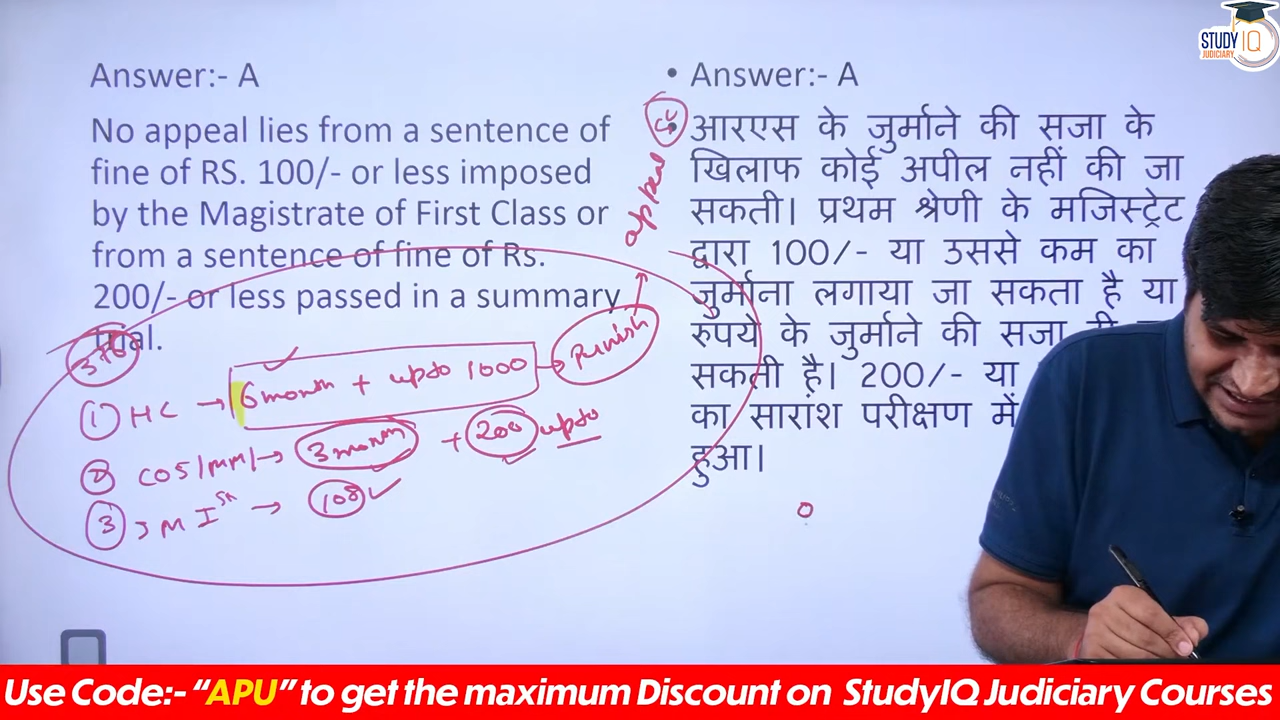 STUDY IQ
JUDICIARY
Answer:- A
No appeal lies from a sentence of
fine of RS. 100/- or less imposed
by the Magistrate of First Class or
from a sentence of fine of Rs.
200/- or less passed in a summary
trial.
376
① HC → 6 month + upto 1000 → Punish
appeal
② COS/MM → 3 month + 200 upto
③ JM I →
• Answer:- A
आरएस के जुर्माने की सजा के
खिलाफ कोई अपील नहीं की जा
सकती। प्रथम श्रेणी के मजिस्ट्रेट
द्वारा 100/- या उससे कम का
जुर्माना लगाया जा सकता है या
रुपये के जुर्माने की सजा
सकती है। 200/- या
का सारांश परीक्षण में
हुआ।
Use Code:- “APU” to get the maximum Discount on StudyIQ Judiciary Courses